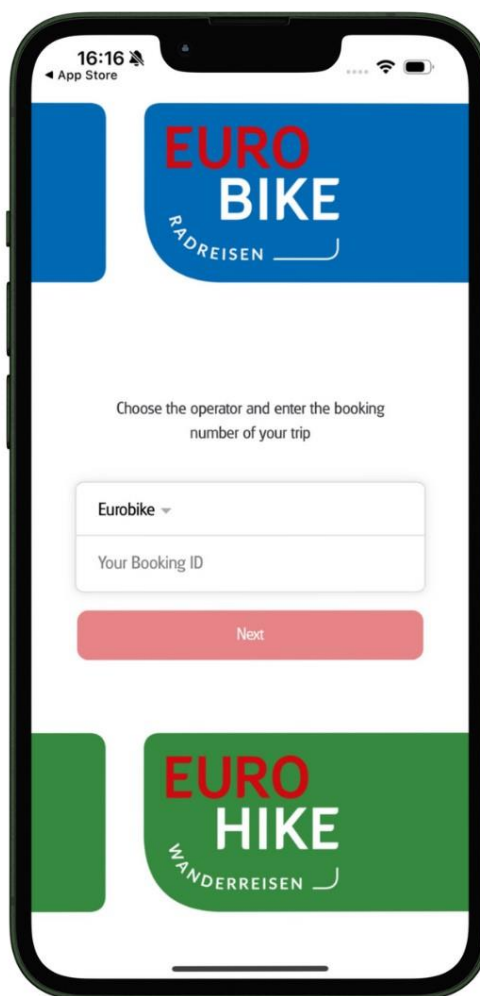 16:16
◀ App Store
EURO
BIKE
RADREISEN
Choose the operator and enter the booking
number of your trip
Eurobike
Your Booking ID
Next
EURO
HIKE
WANDERREISEN